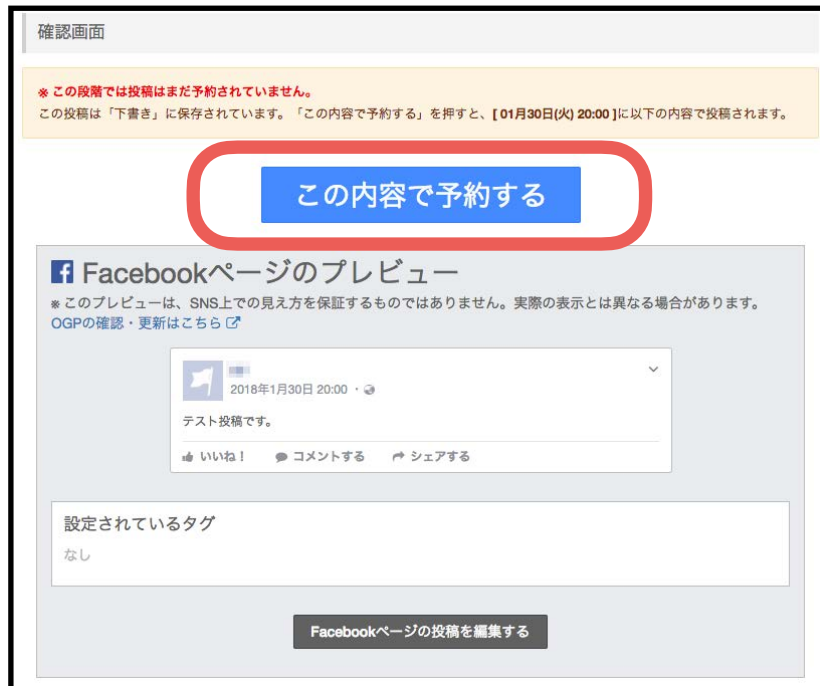 確認画面
※ この段階では投稿はまだ予約されていません。
この投稿は「下書き」に保存されています。「この内容で予約する」を押すと、[ 01月30日(火) 20:00 ]に以下の内容で投稿されます。
この内容で予約する
Facebookページのプレビュー
※ このプレビューは、SNS上での見え方を保証するものではありません。実際の表示とは異なる場合があります。
OGPの確認・更新はこちら
2018年1月30日 20:00 ・
テスト投稿です。
いいね！ コメントする シェアする
設定されているタグ
なし
Facebookページの投稿を編集する